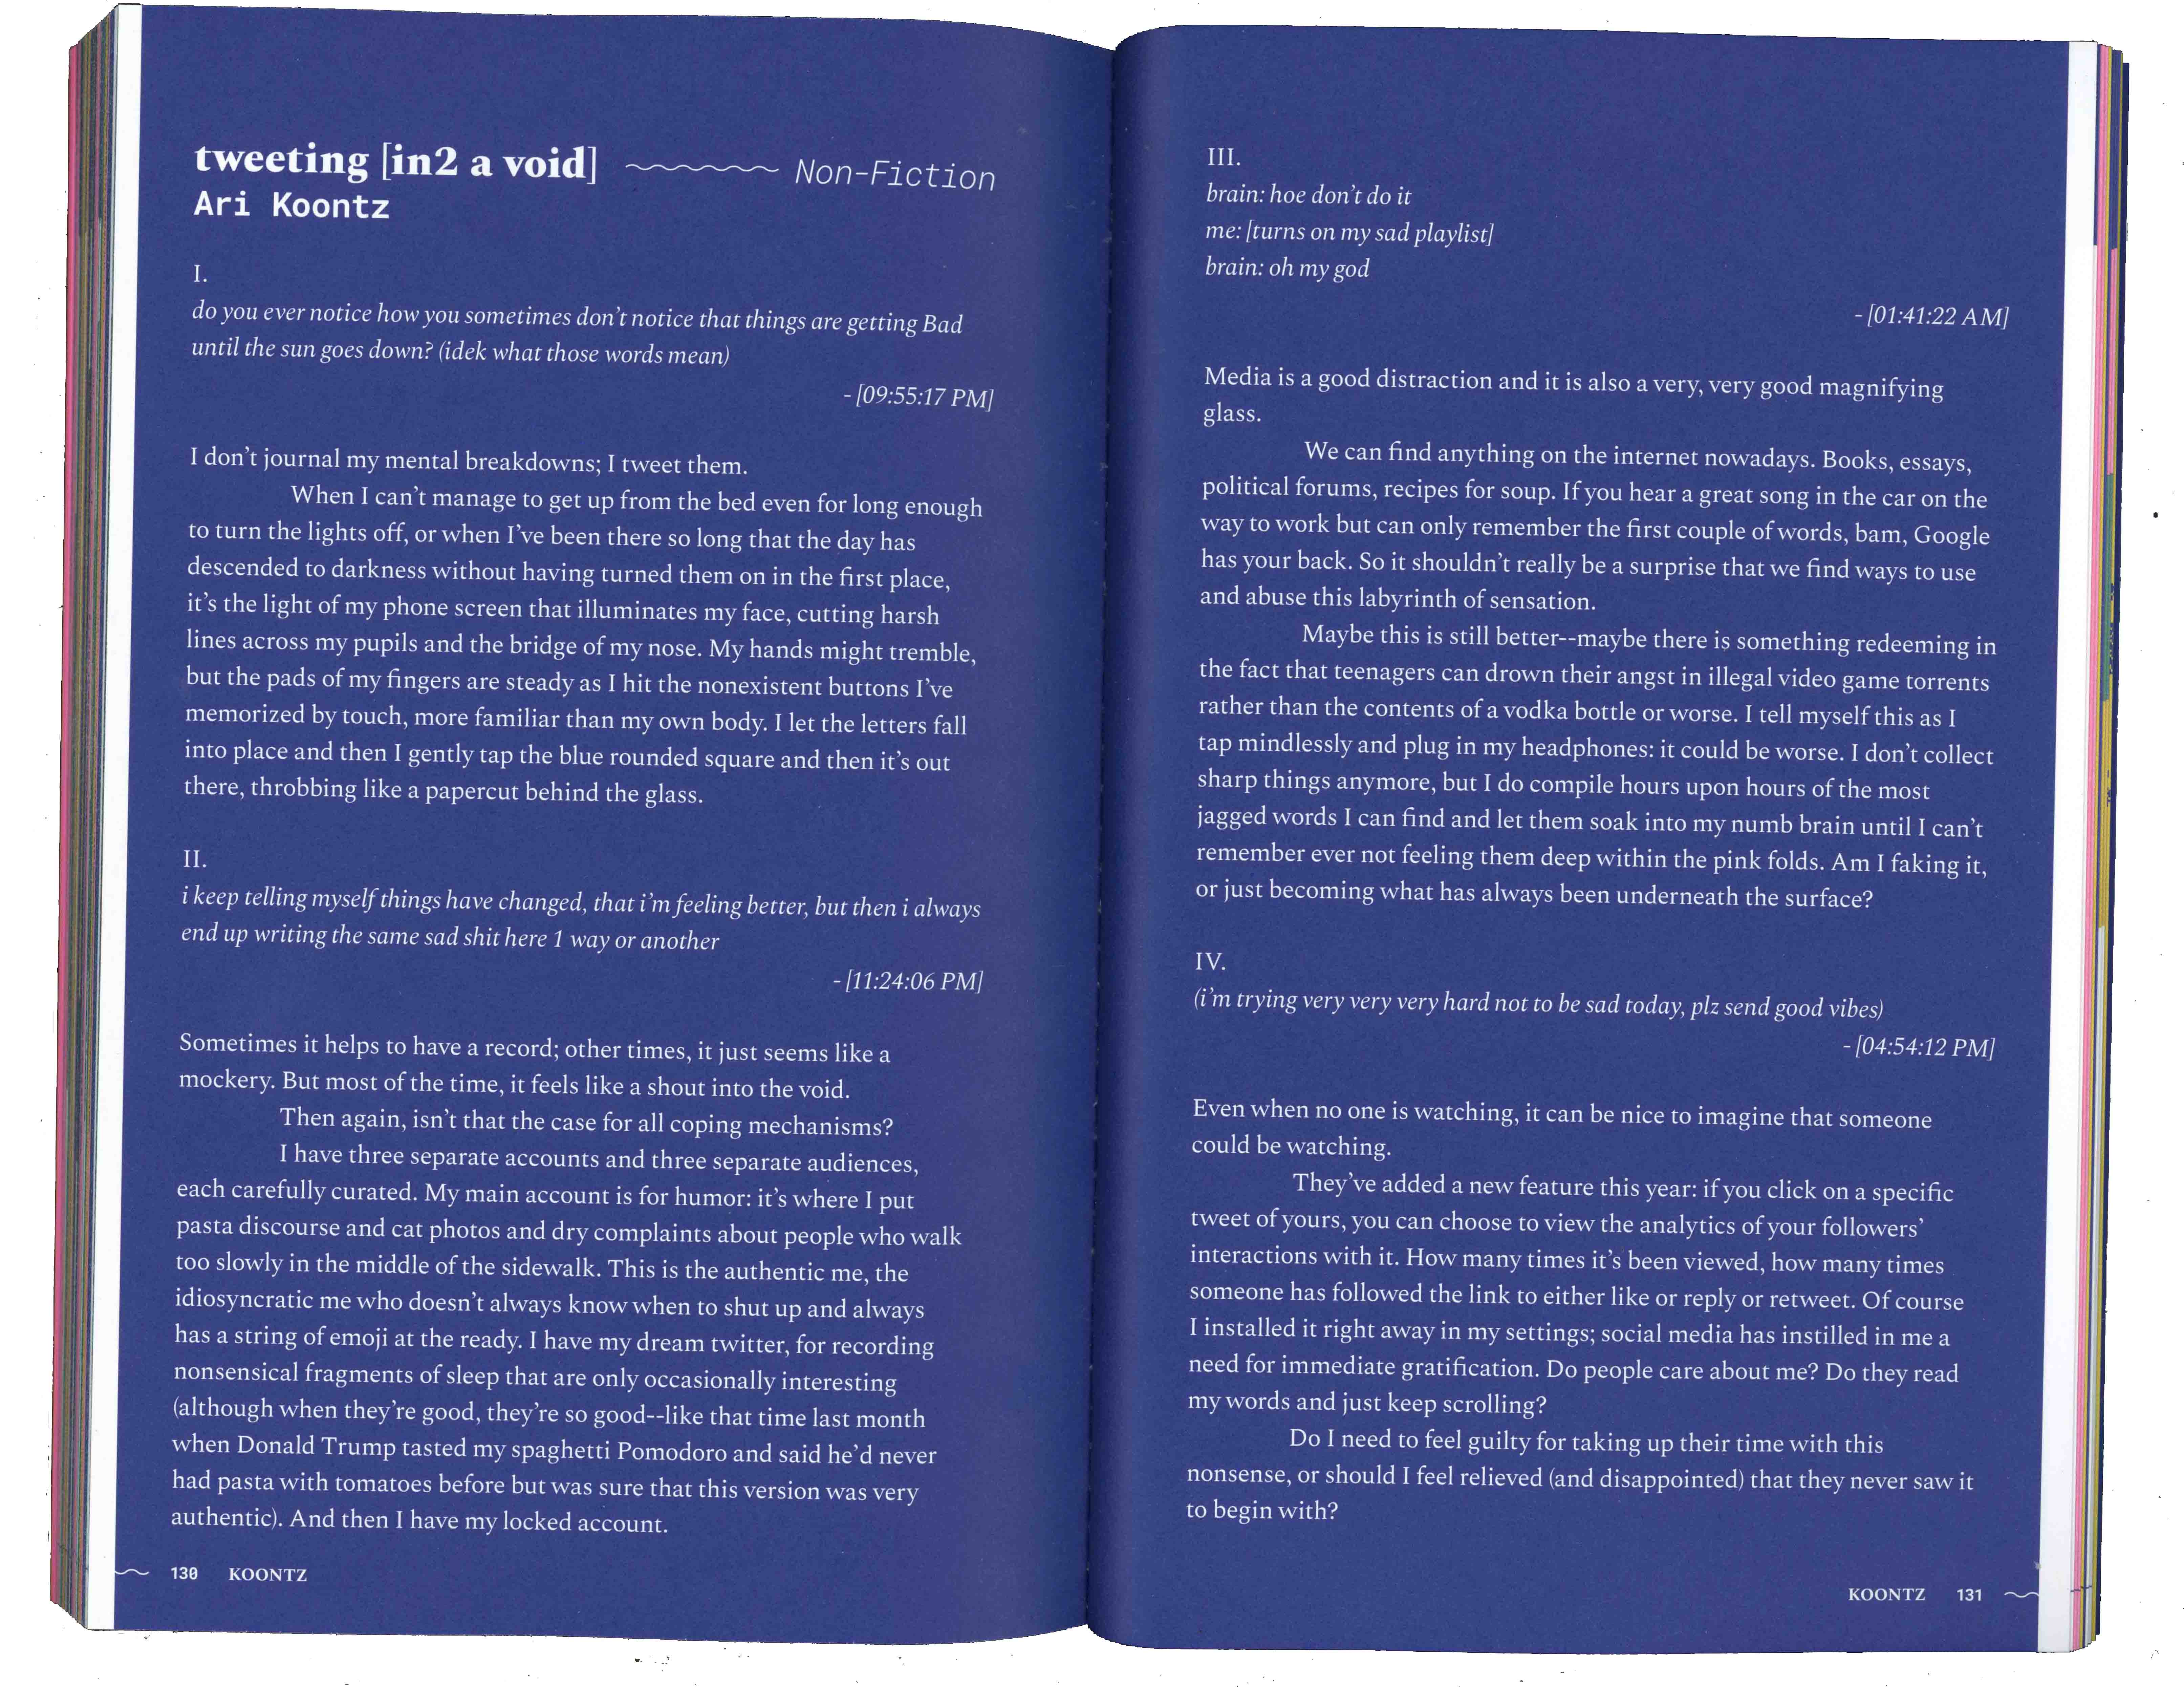 tweeting [in2 a void] Non-Fiction
Ari Koontz
I.
do you ever notice how you sometimes don't notice that things are getting Bad
until the sun goes down? (idek what those words mean)
- [09:55:17 PM]
I don't journal my mental breakdowns; I tweet them.
When I can't manage to get up from the bed even for long enough
to turn the lights off, or when I've been there so long that the day has
descended to darkness without having turned them on in the first place,
it's the light of my phone screen that illuminates my face, cutting harsh
lines across my pupils and the bridge of my nose. My hands might tremble,
but the pads of my fingers are steady as I hit the nonexistent buttons I've
memorized by touch, more familiar than my own body. I let the letters fall
into place and then I gently tap the blue rounded square and then it's out
there, throbbing like a papercut behind the glass.
II.
i keep telling myself things have changed, that i'm feeling better, but then i always
end up writing the same sad shit here 1 way or another
- [11:24:06 PM]
Sometimes it helps to have a record; other times, it just seems like a
mockery. But most of the time, it feels like a shout into the void.
Then again, isn't that the case for all coping mechanisms?
I have three separate accounts and three separate audiences,
each carefully curated. My main account is for humor: it's where I put
pasta discourse and cat photos and dry complaints about people who walk
too slowly in the middle of the sidewalk. This is the authentic me, the
idiosyncratic me who doesn't always know when to shut up and always
has a string of emoji at the ready. I have my dream twitter, for recording
nonsensical fragments of sleep that are only occasionally interesting
(although when they're good, they're so good--like that time last month
when Donald Trump tasted my spaghetti Pomodoro and said he'd never
had pasta with tomatoes before but was sure that this version was very
authentic). And then I have my locked account.
130 KOONTZ
III.
brain: hoe don't do it
me: [turns on my sad playlist]
brain: oh my god
- [01:41:22 AM]
Media is a good distraction and it is also a very, very good magnifying
glass.
We can find anything on the internet nowadays. Books, essays,
political forums, recipes for soup. If you hear a great song in the car on the
way to work but can only remember the first couple of words, bam, Google
has your back. So it shouldn't really be a surprise that we find ways to use
and abuse this labyrinth of sensation.
Maybe this is still better--maybe there is something redeeming in
the fact that teenagers can drown their angst in illegal video game torrents
rather than the contents of a vodka bottle or worse. I tell myself this as I
tap mindlessly and plug in my headphones: it could be worse. I don't collect
sharp things anymore, but I do compile hours upon hours of the most
jagged words I can find and let them soak into my numb brain until I can't
remember ever not feeling them deep within the pink folds. Am I faking it,
or just becoming what has always been underneath the surface?
IV.
(i'm trying very very very hard not to be sad today, plz send good vibes)
- [04:54:12 PM]
Even when no one is watching, it can be nice to imagine that someone
could be watching.
They've added a new feature this year: if you click on a specific
tweet of yours, you can choose to view the analytics of your followers'
interactions with it. How many times it's been viewed, how many times
someone has followed the link to either like or reply or retweet. Of course
I installed it right away in my settings; social media has instilled in me a
need for immediate gratification. Do people care about me? Do they read
my words and just keep scrolling?
Do I need to feel guilty for taking up their time with this
nonsense, or should I feel relieved (and disappointed) that they never saw it
to begin with?
KOONTZ 131